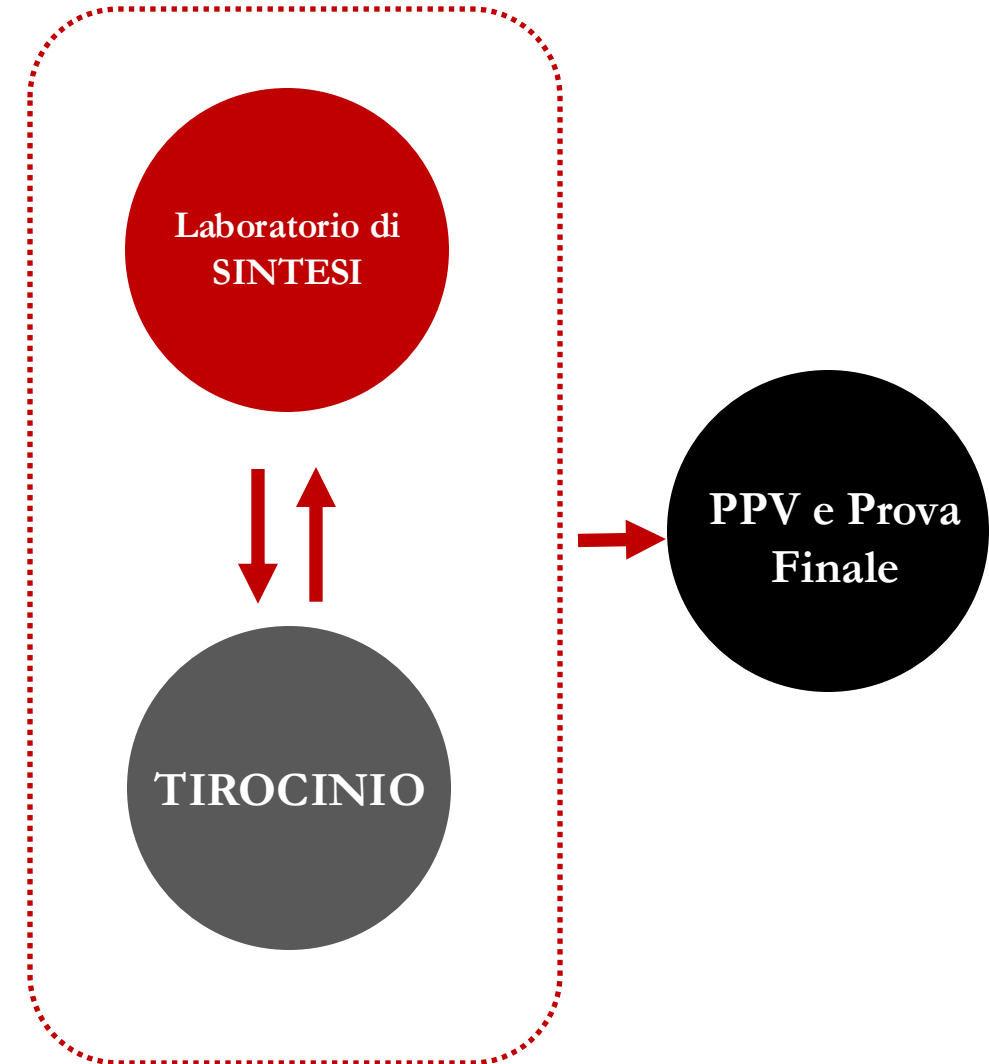 Laboratorio di
SINTESI
PPV e Prova
Finale
TIROCINIO